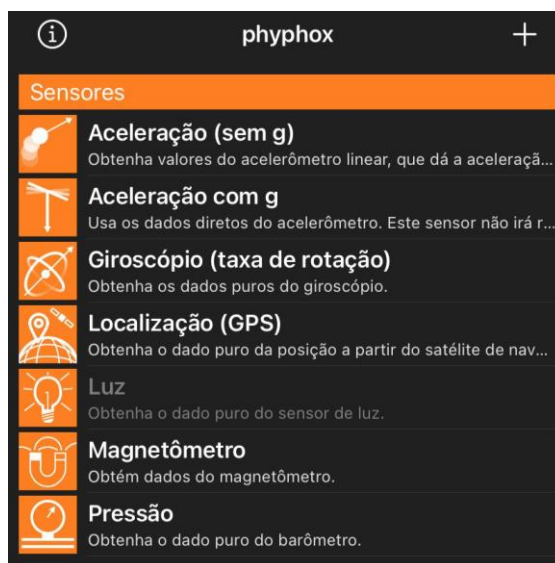 phyphox
Sensores
Aceleração (sem g)
Obtenha valores do acelerômetro linear, que dá a aceleraçã...
Aceleração com g
Usa os dados diretos do acelerômetro. Este sensor não irá r...
Giroscópio (taxa de rotação)
Obtenha os dados puros do giroscópio.
Localização (GPS)
Obtenha o dado puro da posição a partir do satélite de nav...
Luz
Obtenha o dado puro do sensor de luz.
Magnetômetro
Obtém dados do magnetômetro.
Pressão
Obtenha o dado puro do barômetro.